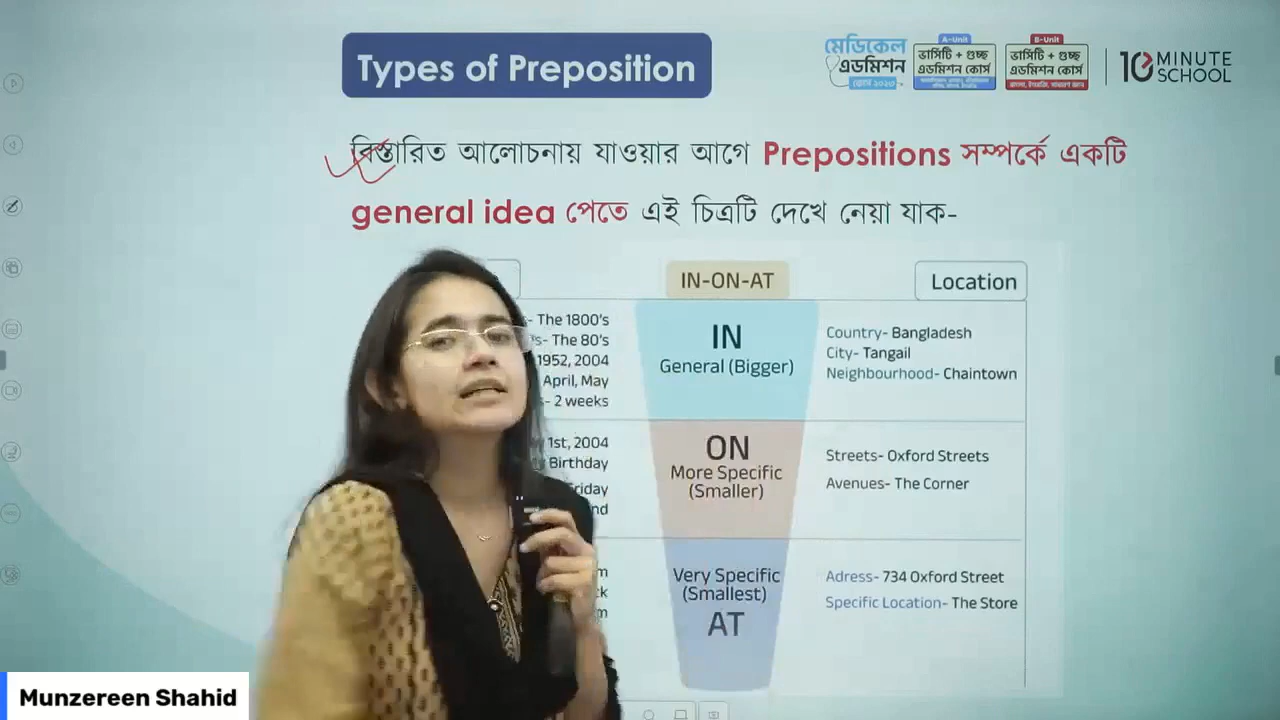 Types of Preposition
মেডিকেল
এডমিশন
কোর্স ২০২৩
A-Unit
ভার্সিটি + গুচ্ছ
এডমিশন কোর্স
B-Unit
ভার্সিটি + গুচ্ছ
এডমিশন কোর্স
10 MINUTE
SCHOOL
বিস্তারিত আলোচনায় যাওয়ার আগে Prepositions সম্পর্কে একটি
general idea পেতে এই চিত্রটি দেখে নেয়া যাক-
IN-ON-AT
Location
- The 1800's
- The 80's
1952, 2004
April, May
- 2 weeks
IN
General (Bigger)
Country- Bangladesh
City- Tangail
Neighbourhood- Chaintown
1st, 2004
Birthday
ON
More Specific
(Smaller)
Streets- Oxford Streets
Avenues- The Corner
Very Specific
(Smallest)
AT
Adress- 734 Oxford Street
Specific Location- The Store
Munzereen Shahid